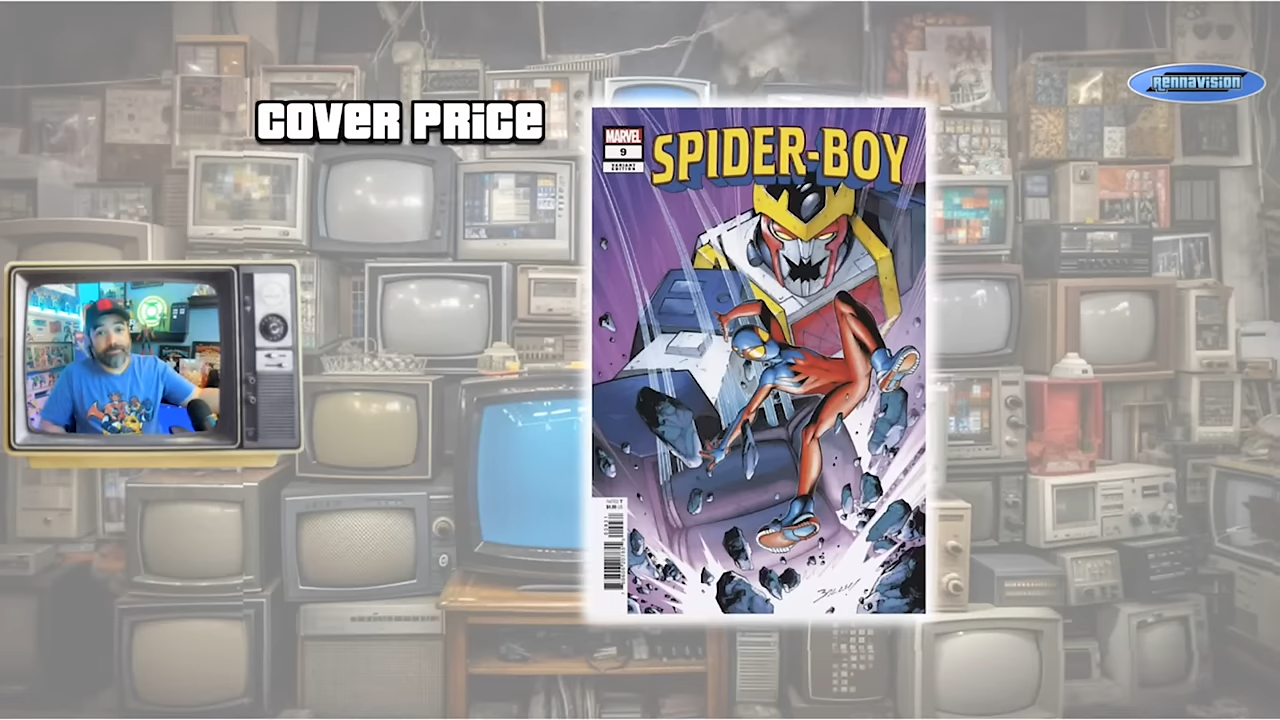 COVER PRICE
RENNAVISION
MARVEL
9
VARIANT
EDITION
SPIDER-BOY